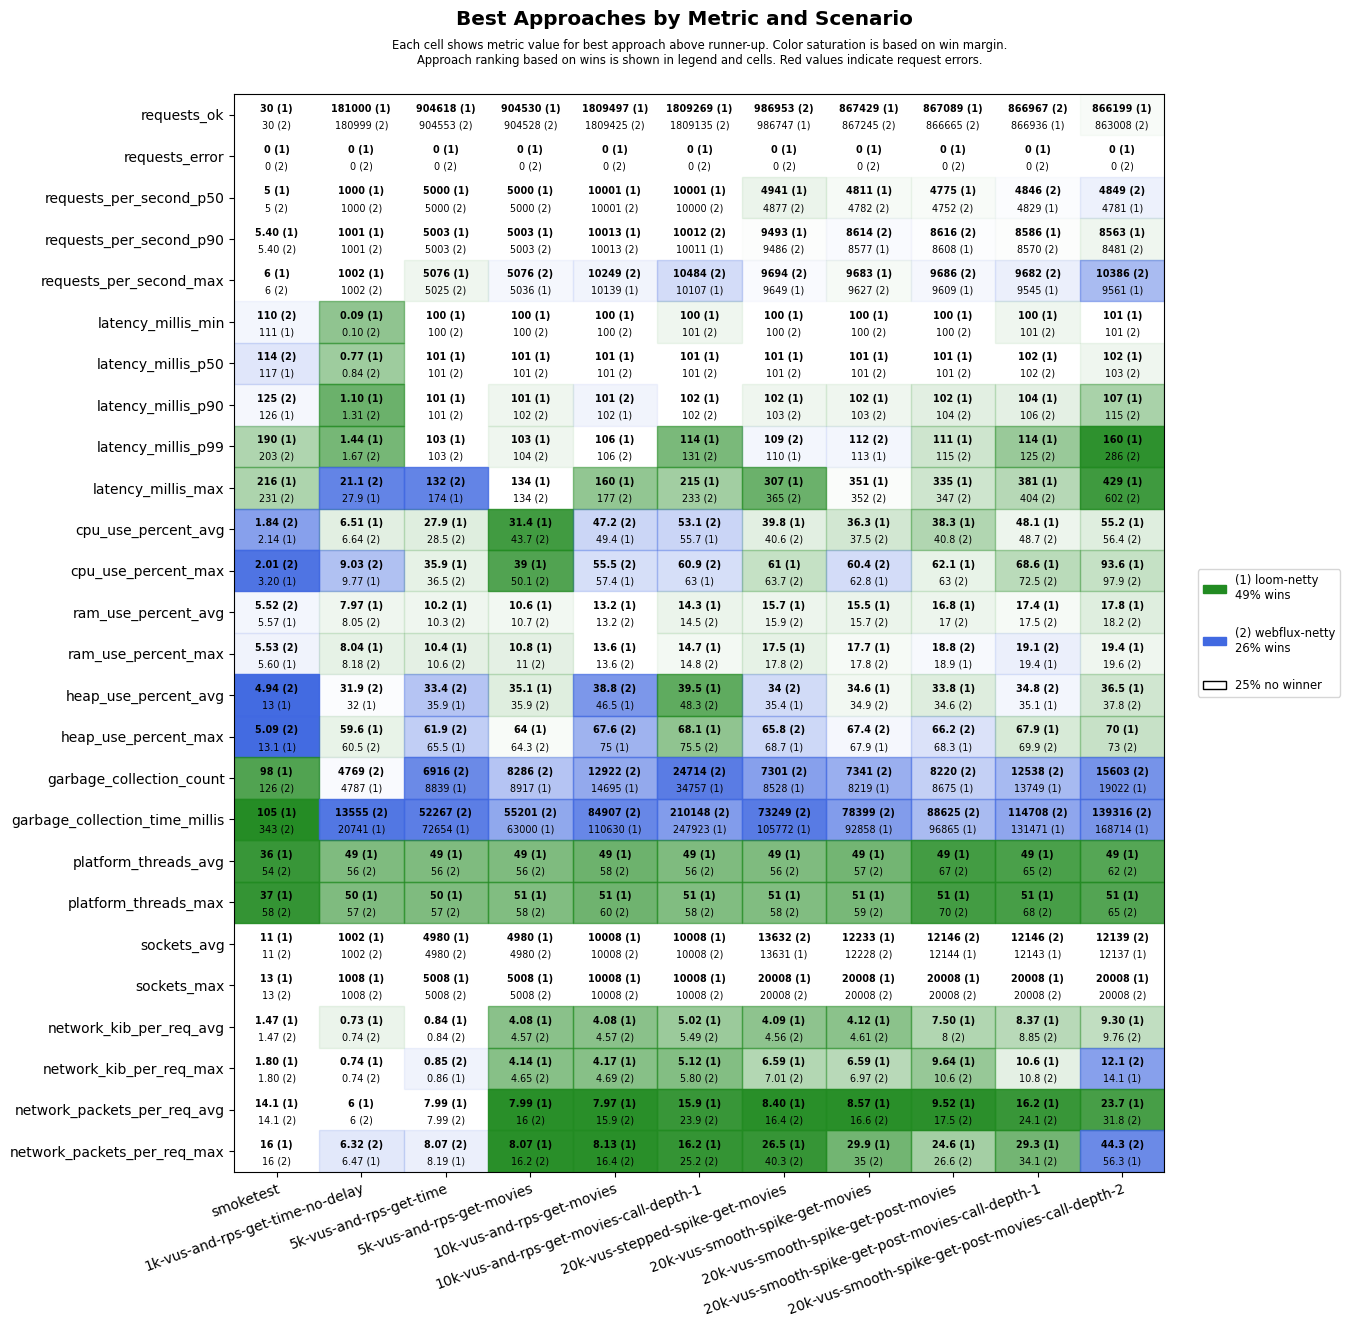 Best Approaches by Metric and Scenario
Each cell shows metric value for best approach above runner-up. Color saturation is based on win margin.
Approach ranking based on wins is shown in legend and cells. Red values indicate request errors.
requests_ok
30 (1) 181000 (1) 904618 (1) 904530 (1) 1809497 (1) 1809269 (1) 986953 (2) 867429 (1) 867089 (1) 866967 (2) 866199 (1)
30 (2) 180999 (2) 904553 (2) 904528 (2) 1809425 (2) 1809135 (2) 986747 (1) 867245 (2) 866665 (2) 866936 (1) 863008 (2)
requests_error
0 (1) 0 (1) 0 (1) 0 (1) 0 (1) 0 (1) 0 (1) 0 (1) 0 (1) 0 (1) 0 (1)
0 (2) 0 (2) 0 (2) 0 (2) 0 (2) 0 (2) 0 (2) 0 (2) 0 (2) 0 (2) 0 (2)
requests_per_second_p50
5 (1) 1000 (1) 5000 (1) 5000 (1) 10001 (1) 10001 (1) 4941 (1) 4811 (1) 4775 (1) 4846 (2) 4849 (2)
5 (2) 1000 (2) 5000 (2) 5000 (2) 10001 (2) 10000 (2) 4877 (2) 4782 (2) 4752 (2) 4829 (1) 4781 (1)
requests_per_second_p90
5.40 (1) 1001 (1) 5003 (1) 5003 (1) 10013 (1) 10012 (2) 9493 (1) 8614 (2) 8616 (2) 8586 (1) 8563 (1)
5.40 (2) 1001 (2) 5003 (2) 5003 (2) 10013 (2) 10011 (1) 9486 (2) 8577 (1) 8608 (1) 8570 (2) 8481 (2)
requests_per_second_max
6 (1) 1002 (1) 5076 (1) 5076 (2) 10249 (2) 10484 (2) 9694 (2) 9683 (1) 9686 (2) 9682 (2) 10386 (2)
6 (2) 1002 (2) 5025 (2) 5036 (1) 10139 (1) 10107 (1) 9649 (1) 9627 (2) 9609 (1) 9545 (1) 9561 (1)
latency_millis_min
110 (2) 0.09 (1) 100 (1) 100 (1) 100 (1) 100 (1) 100 (1) 100 (1) 100 (1) 100 (1) 101 (1)
111 (1) 0.10 (2) 100 (2) 100 (2) 100 (2) 101 (2) 100 (2) 100 (2) 100 (2) 101 (2) 101 (2)
latency_millis_p50
114 (2) 0.77 (1) 101 (1) 101 (1) 101 (1) 101 (1) 101 (1) 101 (1) 101 (1) 102 (1) 102 (1)
117 (1) 0.84 (2) 101 (2) 101 (2) 101 (2) 101 (2) 101 (2) 101 (2) 101 (2) 102 (2) 103 (2)
latency_millis_p90
125 (2) 1.10 (1) 101 (1) 101 (1) 101 (2) 102 (1) 102 (1) 102 (1) 102 (1) 104 (1) 107 (1)
126 (1) 1.31 (2) 101 (2) 102 (2) 102 (1) 102 (2) 103 (2) 103 (2) 104 (2) 106 (2) 115 (2)
latency_millis_p99
190 (1) 1.44 (1) 103 (1) 103 (1) 106 (1) 114 (1) 109 (2) 112 (2) 111 (1) 114 (1) 160 (1)
203 (2) 1.67 (2) 103 (2) 104 (2) 106 (2) 131 (2) 110 (1) 113 (1) 115 (2) 125 (2) 286 (2)
latency_millis_max
216 (1) 21.1 (2) 132 (2) 134 (1) 160 (1) 215 (1) 307 (1) 351 (1) 335 (1) 381 (1) 429 (1)
231 (2) 27.9 (1) 174 (1) 134 (2) 177 (2) 233 (2) 365 (2) 352 (2) 347 (2) 404 (2) 602 (2)
cpu_use_percent_avg
1.84 (2) 6.51 (1) 27.9 (1) 31.4 (1) 47.2 (2) 53.1 (2) 39.8 (1) 36.3 (1) 38.3 (1) 48.1 (1) 55.2 (1)
2.14 (1) 6.64 (2) 28.5 (2) 43.7 (2) 49.4 (1) 55.7 (1) 40.6 (2) 37.5 (2) 40.8 (2) 48.7 (2) 56.4 (2)
cpu_use_percent_max
2.01 (2) 9.03 (2) 35.9 (1) 39 (1) 55.5 (2) 60.9 (2) 61 (1) 60.4 (2) 62.1 (1) 68.6 (1) 93.6 (1)
3.20 (1) 9.77 (1) 36.5 (2) 50.1 (2) 57.4 (1) 63 (1) 63.7 (2) 62.8 (1) 63 (2) 72.5 (2) 97.9 (2)
ram_use_percent_avg
5.52 (2) 7.97 (1) 10.2 (1) 10.6 (1) 13.2 (1) 14.3 (1) 15.7 (1) 15.5 (1) 16.8 (1) 17.4 (1) 17.8 (1)
5.57 (1) 8.05 (2) 10.3 (2) 10.7 (2) 13.2 (2) 14.5 (2) 15.9 (2) 15.7 (2) 17 (2) 17.5 (2) 18.2 (2)
ram_use_percent_max
5.53 (2) 8.04 (1) 10.4 (1) 10.8 (1) 13.6 (1) 14.7 (1) 17.5 (1) 17.7 (1) 18.8 (2) 19.1 (2) 19.4 (1)
5.60 (1) 8.18 (2) 10.6 (2) 11 (2) 13.6 (2) 14.8 (2) 17.8 (2) 17.8 (2) 18.9 (1) 19.4 (1) 19.6 (2)
heap_use_percent_avg
4.94 (2) 31.9 (2) 33.4 (2) 35.1 (1) 38.8 (2) 39.5 (1) 34 (2) 34.6 (1) 33.8 (1) 34.8 (2) 36.5 (1)
13 (1) 32 (1) 35.9 (1) 35.9 (2) 46.5 (1) 48.3 (2) 35.4 (1) 34.9 (2) 34.6 (2) 35.1 (1) 37.8 (2)
heap_use_percent_max
5.09 (2) 59.6 (1) 61.9 (2) 64 (1) 67.6 (2) 68.1 (1) 65.8 (2) 67.4 (2) 66.2 (2) 67.9 (1) 70 (1)
13.1 (1) 60.5 (2) 65.5 (1) 64.3 (2) 75 (1) 75.5 (2) 68.7 (1) 67.9 (1) 68.3 (1) 69.9 (2) 73 (2)
garbage_collection_count
98 (1) 4769 (2) 6916 (2) 8286 (2) 12922 (2) 24714 (2) 7301 (2) 7341 (2) 8220 (2) 12538 (2) 15603 (2)
126 (2) 4787 (1) 8839 (1) 8917 (1) 14695 (1) 34757 (1) 8528 (1) 8219 (1) 8675 (1) 13749 (1) 19022 (1)
garbage_collection_time_millis
105 (1) 13555 (2) 52267 (2) 55201 (2) 84907 (2) 210148 (2) 73249 (2) 78399 (2) 88625 (2) 114708 (2) 139316 (2)
343 (2) 20741 (1) 72654 (1) 63000 (1) 110630 (1) 247923 (1) 105772 (1) 92858 (1) 96865 (1) 131471 (1) 168714 (1)
platform_threads_avg
36 (1) 49 (1) 49 (1) 49 (1) 49 (1) 49 (1) 49 (1) 49 (1) 49 (1) 49 (1) 49 (1)
54 (2) 56 (2) 56 (2) 56 (2) 58 (2) 56 (2) 56 (2) 57 (2) 67 (2) 65 (2) 62 (2)
platform_threads_max
37 (1) 50 (1) 50 (1) 51 (1) 51 (1) 51 (1) 51 (1) 51 (1) 51 (1) 51 (1) 51 (1)
58 (2) 57 (2) 57 (2) 58 (2) 60 (2) 58 (2) 58 (2) 59 (2) 70 (2) 68 (2) 65 (2)
sockets_avg
11 (1) 1002 (1) 4980 (1) 4980 (1) 10008 (1) 10008 (1) 13632 (2) 12233 (1) 12146 (2) 12146 (2) 12139 (2)
11 (2) 1002 (2) 4980 (2) 4980 (2) 10008 (2) 10008 (2) 13631 (1) 12228 (2) 12144 (1) 12143 (1) 12137 (1)
sockets_max
13 (1) 1008 (1) 5008 (1) 5008 (1) 10008 (1) 10008 (1) 20008 (1) 20008 (1) 20008 (1) 20008 (1) 20008 (1)
13 (2) 1008 (2) 5008 (2) 5008 (2) 10008 (2) 10008 (2) 20008 (2) 20008 (2) 20008 (2) 20008 (2) 20008 (2)
network_kib_per_req_avg
1.47 (1) 0.73 (1) 0.84 (1) 4.08 (1) 4.08 (1) 5.02 (1) 4.09 (1) 4.12 (1) 7.50 (1) 8.37 (1) 9.30 (1)
1.47 (2) 0.74 (2) 0.84 (2) 4.57 (2) 4.57 (2) 5.49 (2) 4.56 (2) 4.61 (2) 8 (2) 8.85 (2) 9.76 (2)
network_kib_per_req_max
1.80 (1) 0.74 (1) 0.85 (2) 4.14 (1) 4.17 (1) 5.12 (1) 6.59 (1) 6.59 (1) 9.64 (1) 10.6 (1) 12.1 (2)
1.80 (2) 0.74 (2) 0.86 (1) 4.65 (2) 4.69 (2) 5.80 (2) 7.01 (2) 6.97 (2) 10.6 (2) 10.8 (2) 14.1 (1)
network_packets_per_req_avg
14.1 (1) 6 (1) 7.99 (1) 7.99 (1) 7.97 (1) 15.9 (1) 8.40 (1) 8.57 (1) 9.52 (1) 16.2 (1) 23.7 (1)
14.1 (2) 6 (2) 7.99 (2) 16 (2) 15.9 (2) 23.9 (2) 16.4 (2) 16.6 (2) 17.5 (2) 24.1 (2) 31.8 (2)
network_packets_per_req_max
16 (1) 6.32 (2) 8.07 (2) 8.07 (1) 8.13 (1) 16.2 (1) 26.5 (1) 29.9 (1) 24.6 (1) 29.3 (1) 44.3 (2)
16 (2) 6.47 (1) 8.19 (1) 16.2 (2) 16.4 (2) 25.2 (2) 40.3 (2) 35 (2) 26.6 (2) 34.1 (2) 56.3 (1)
smoketest
1k-vus-and-rps-get-time-no-delay
5k-vus-and-rps-get-time
5k-vus-and-rps-get-movies
10k-vus-and-rps-get-movies
10k-vus-and-rps-get-movies-call-depth-1
20k-vus-stepped-spike-get-movies
20k-vus-smooth-spike-get-movies
20k-vus-smooth-spike-get-post-movies
20k-vus-smooth-spike-get-post-movies-call-depth-1
20k-vus-smooth-spike-get-post-movies-call-depth-2
(1) loom-netty
49% wins
(2) webflux-netty
26% wins
25% no winner